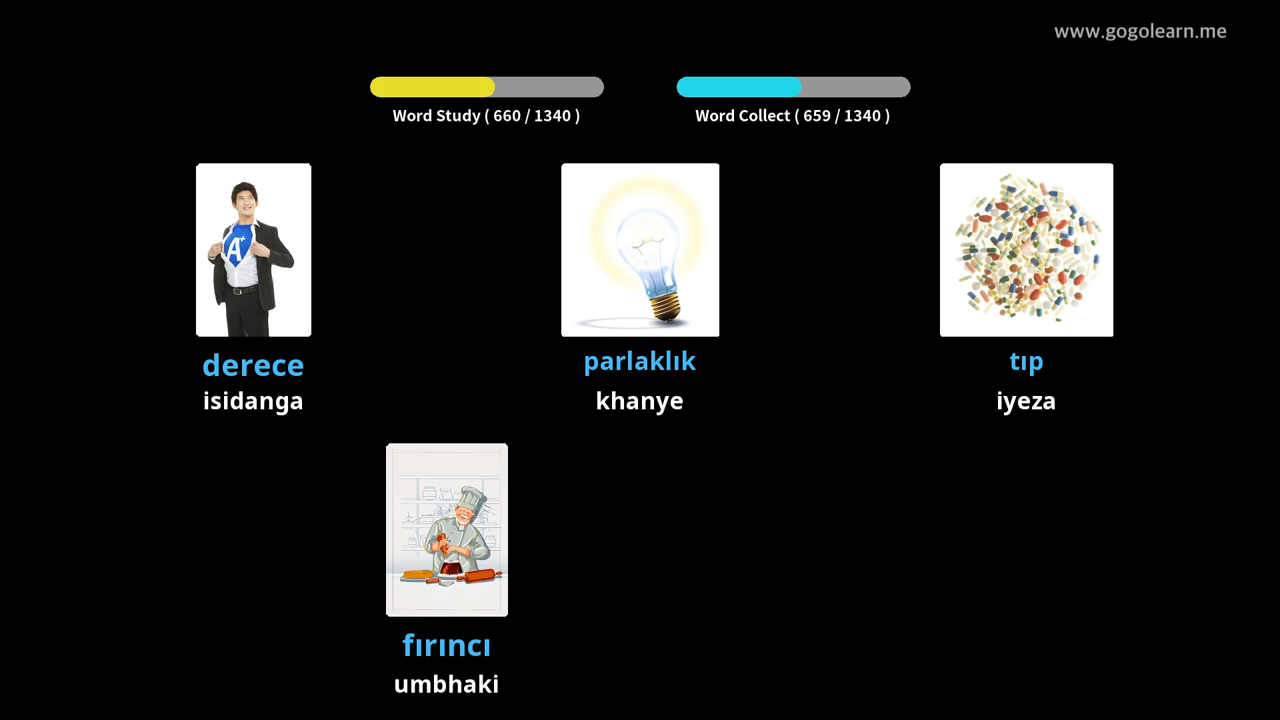 www.gogolearn.me
Word Study ( 660 / 1340 )
Word Collect ( 659 / 1340 )
A+
derece
isidanga
parlaklık
khanye
tıp
iyeza
fırıncı
umbhaki